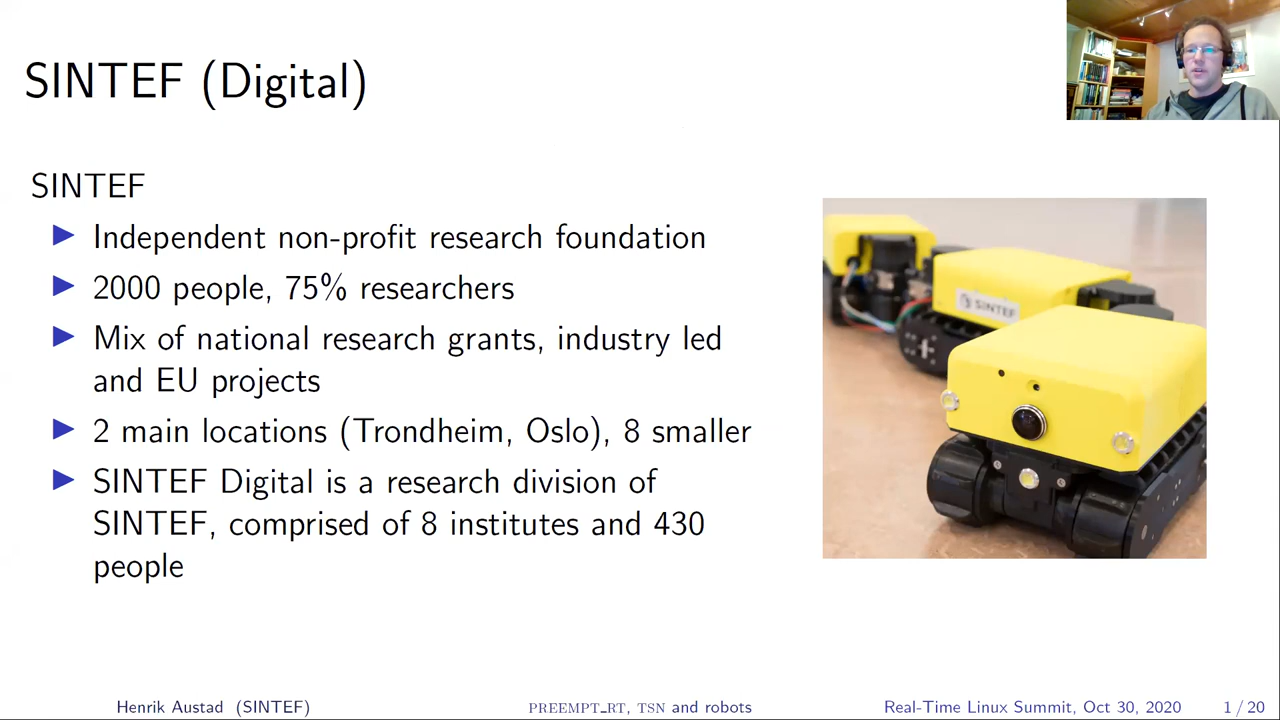 SINTEF (Digital)
SINTEF
Independent non-profit research foundation
2000 people, 75% researchers
Mix of national research grants, industry led
and EU projects
2 main locations (Trondheim, Oslo), 8 smaller
SINTEF Digital is a research division of
SINTEF, comprised of 8 institutes and 430
people
SINTEF
Henrik Austad (SINTEF)
PREEMPT_RT, TSN and robots
Real-Time Linux Summit, Oct 30, 2020
1 / 20